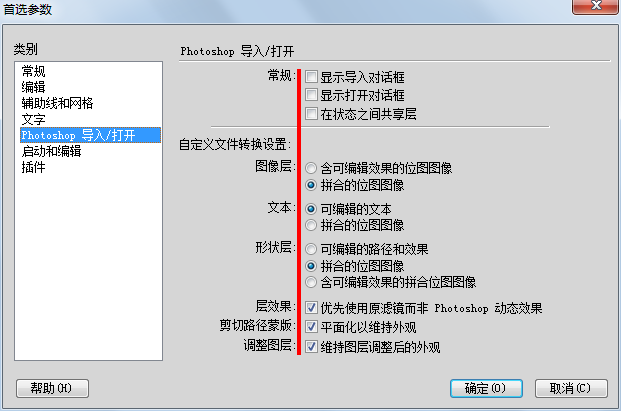 首选参数
类别
常规
编辑
辅助线和网格
文字
Photoshop 导入/打开
启动和编辑
插件
Photoshop 导入/打开
常规: 显示导入对话框
显示打开对话框
在状态之间共享层
自定义文件转换设置:
图像层: 含可编辑效果的位图图像
拼合的位图图像
文本: 可编辑的文本
拼合的位图图像
形状层: 可编辑的路径和效果
拼合的位图图像
含可编辑效果的拼合位图图像
层效果: 优先使用原滤镜而非 Photoshop 动态效果
剪切路径蒙版: 平面化以维持外观
调整图层: 维持图层调整后的外观
帮助(H) 确定(O) 取消(C)